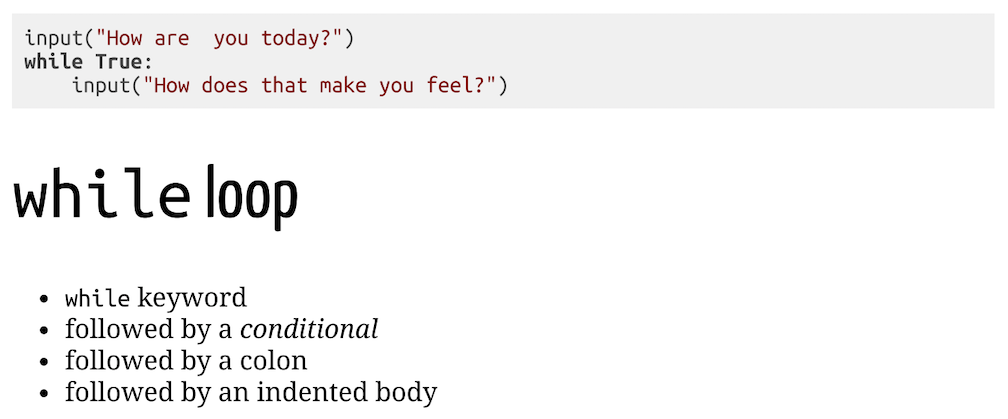 input("How are  you today?")
while True:
    input("How does that make you feel?")
while loop
• while keyword
• followed by a conditional
• followed by a colon
• followed by an indented body